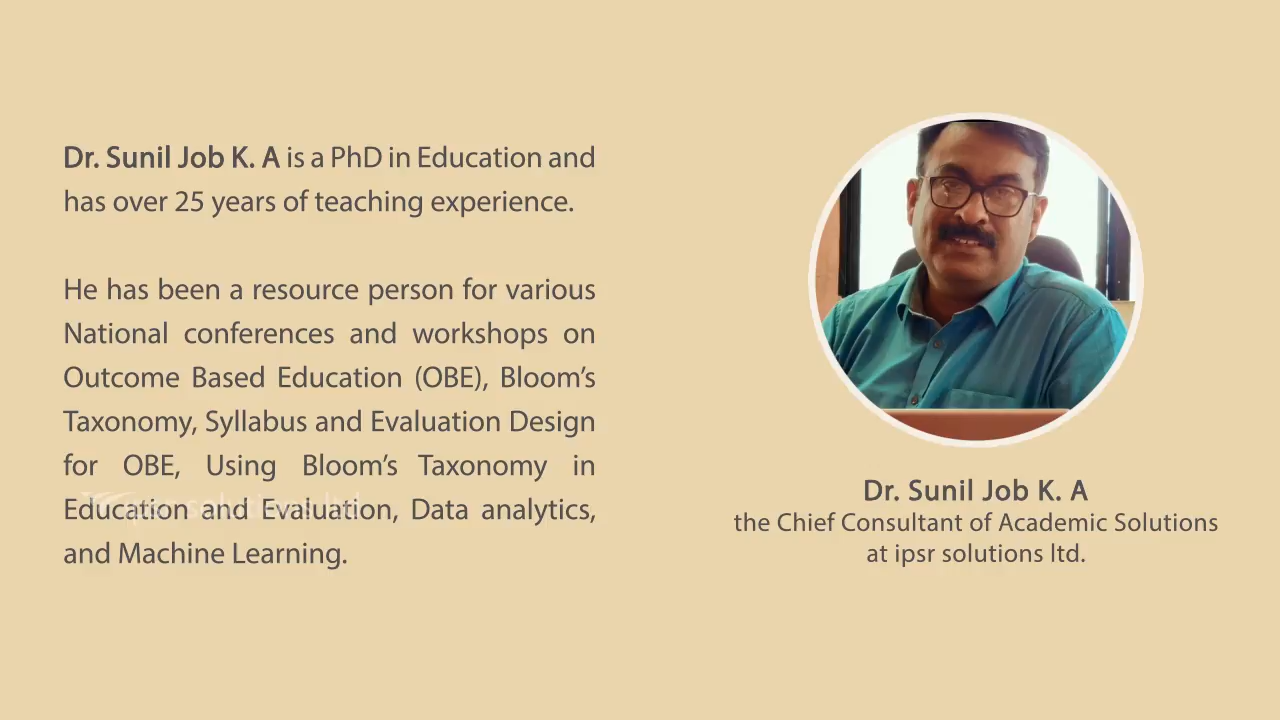 Dr. Sunil Job K. A is a PhD in Education and
has over 25 years of teaching experience.
He has been a resource person for various
National conferences and workshops on
Outcome Based Education (OBE), Bloom’s
Taxonomy, Syllabus and Evaluation Design
for OBE, Using Bloom’s Taxonomy in
Education and Evaluation, Data analytics,
and Machine Learning.
ipsr solutions ltd
Dr. Sunil Job K. A
the Chief Consultant of Academic Solutions
at ipsr solutions ltd.